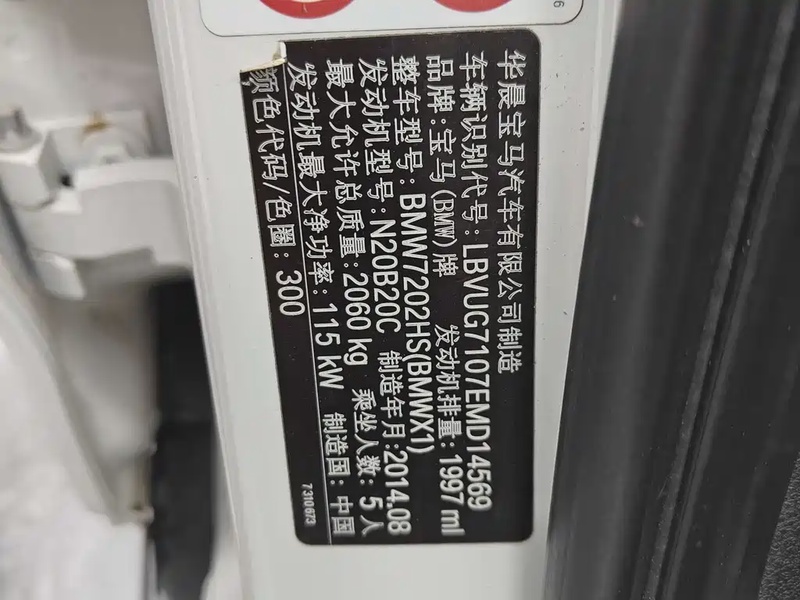 华晨宝马汽车有限公司制造
车辆识别代号: LBVUG7107EMD14569
品牌: 宝马(BMW)牌 发动机排量: 1997 ml
整车型号: BMW7202HS(BMWX1)
发动机型号: N20B20C 制造年月: 2014.08
最大允许总质量: 2060 kg 乘坐人数: 5 人
发动机最大净功率: 115 kW 制造国: 中国
颜色代码/色圈: 300
7310673
6